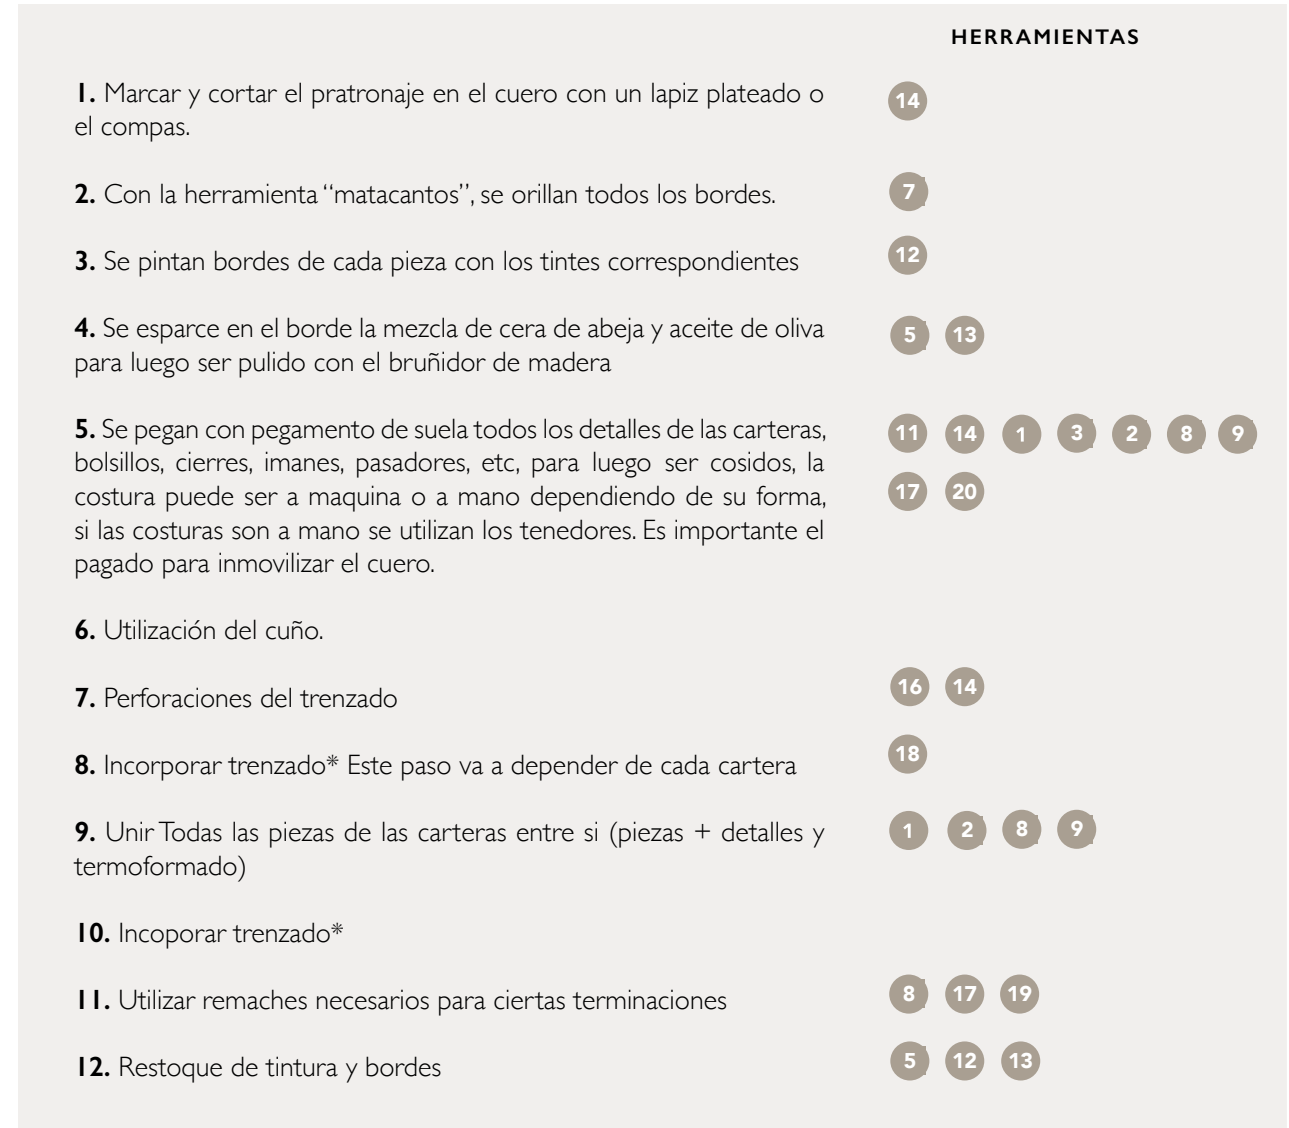 HERRAMIENTAS
1. Marcar y cortar el pratronaje en el cuero con un lapiz plateado o
14
el compas.
2. Con la herramienta “matacantos”, se orillan todos los bordes.
7
3. Se pintan bordes de cada pieza con los tintes correspondientes
12
4. Se esparce en el borde la mezcla de cera de abeja y aceite de oliva
5 13
para luego ser pulido con el bruñidor de madera
5. Se pegan con pegamento de suela todos los detalles de las carteras,
11 14 1 3 2 8 9
bolsillos, cierres, imanes, pasadores, etc, para luego ser cosidos, la
costura puede ser a maquina o a mano dependiendo de su forma,
17 20
si las costuras son a mano se utilizan los tenedores. Es importante el
pagado para inmovilizar el cuero.
6. Utilización del cuño.
7. Perforaciones del trenzado
16 14
8. Incorporar trenzado* Este paso va a depender de cada cartera
18
9. Unir Todas las piezas de las carteras entre si (piezas + detalles y
1 2 8 9
termoformado)
10. Incoporar trenzado*
11. Utilizar remaches necesarios para ciertas terminaciones
8 17 19
12. Restoque de tintura y bordes
5 12 13